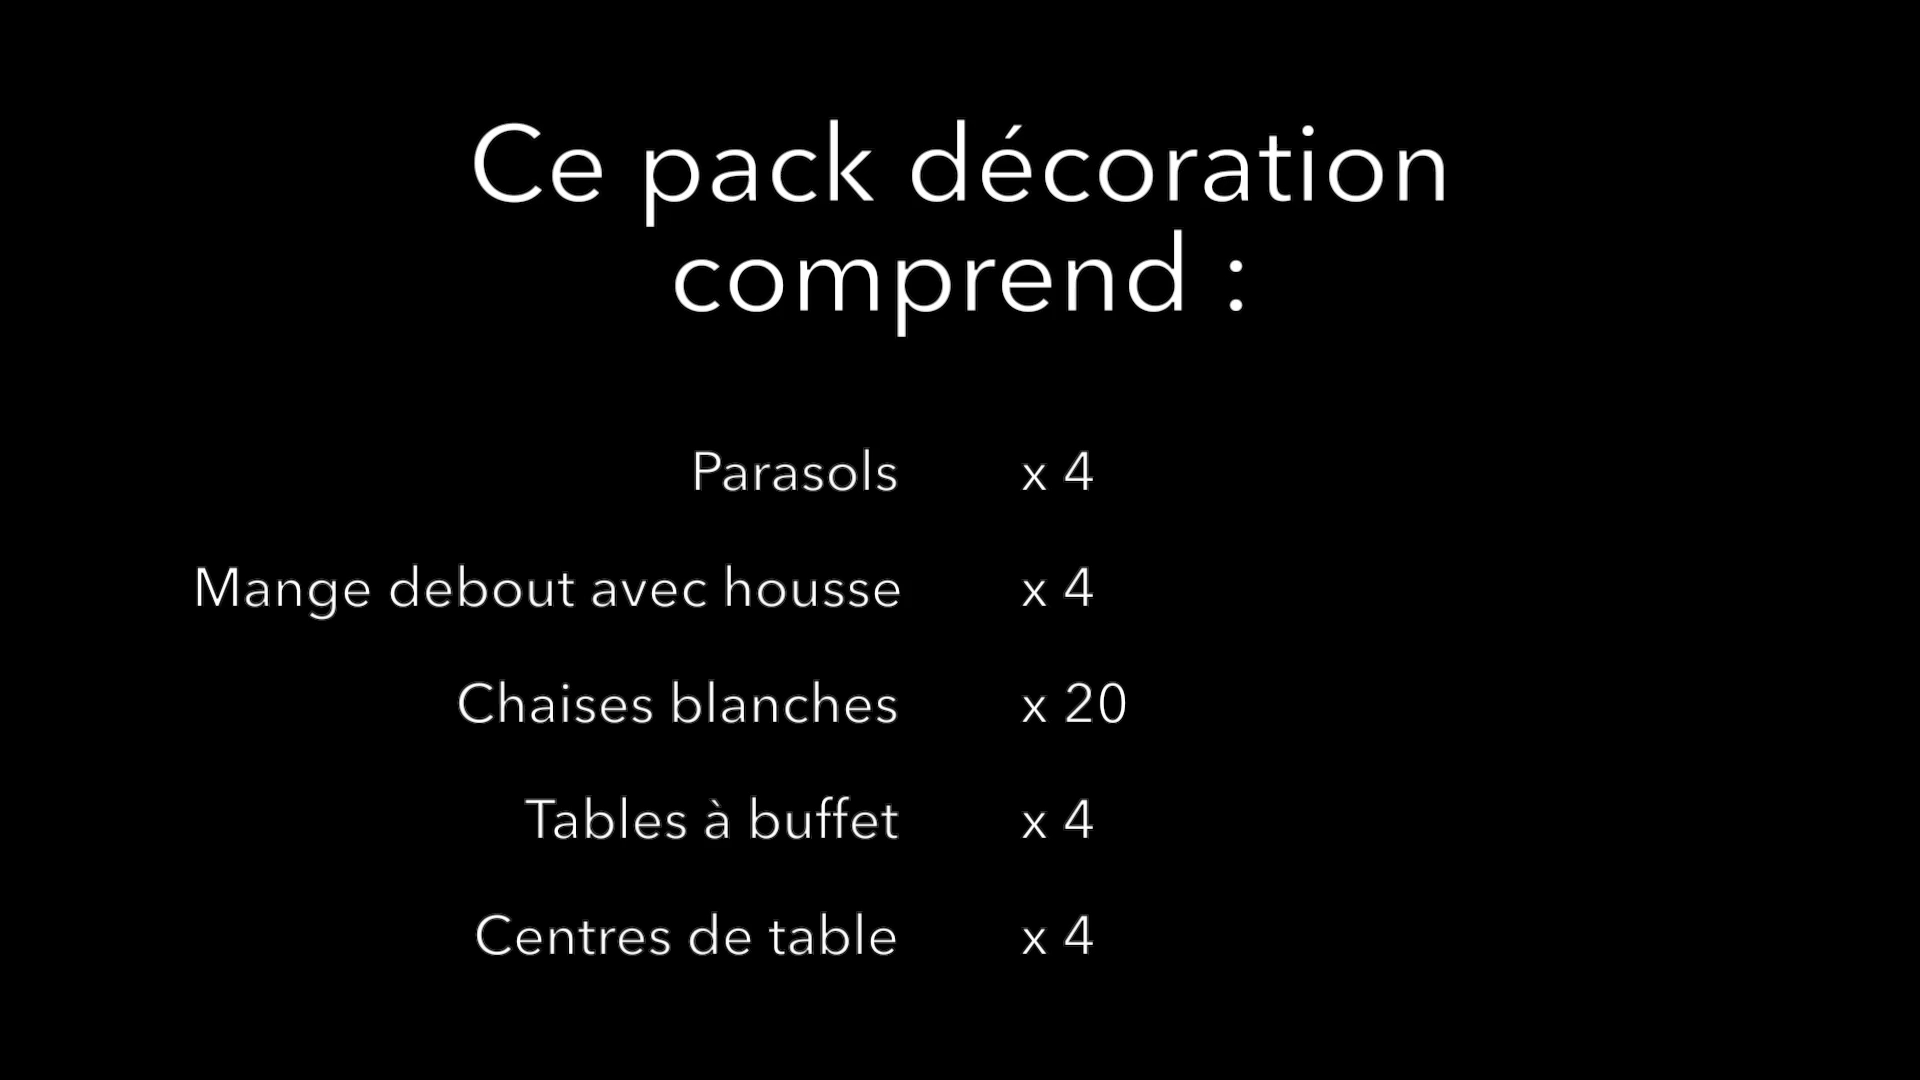 Ce pack décoration
comprend :
Parasols x 4
Mange debout avec housse x 4
Chaises blanches x 20
Tables à buffet x 4
Centres de table x 4